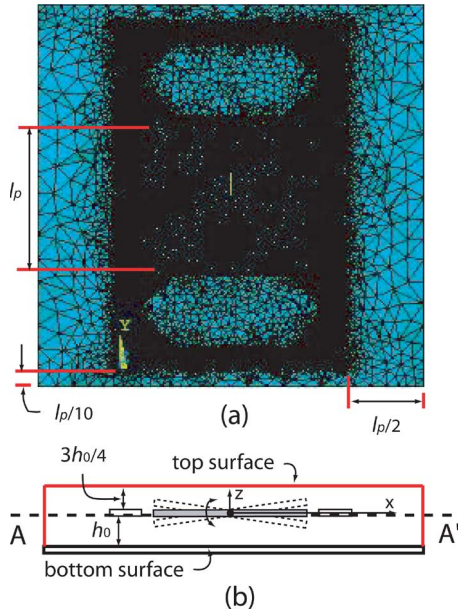 lp
Y
lp/10
(a)
lp/2
3h0/4
top surface
z
x
A
h0
A'
bottom surface
(b)